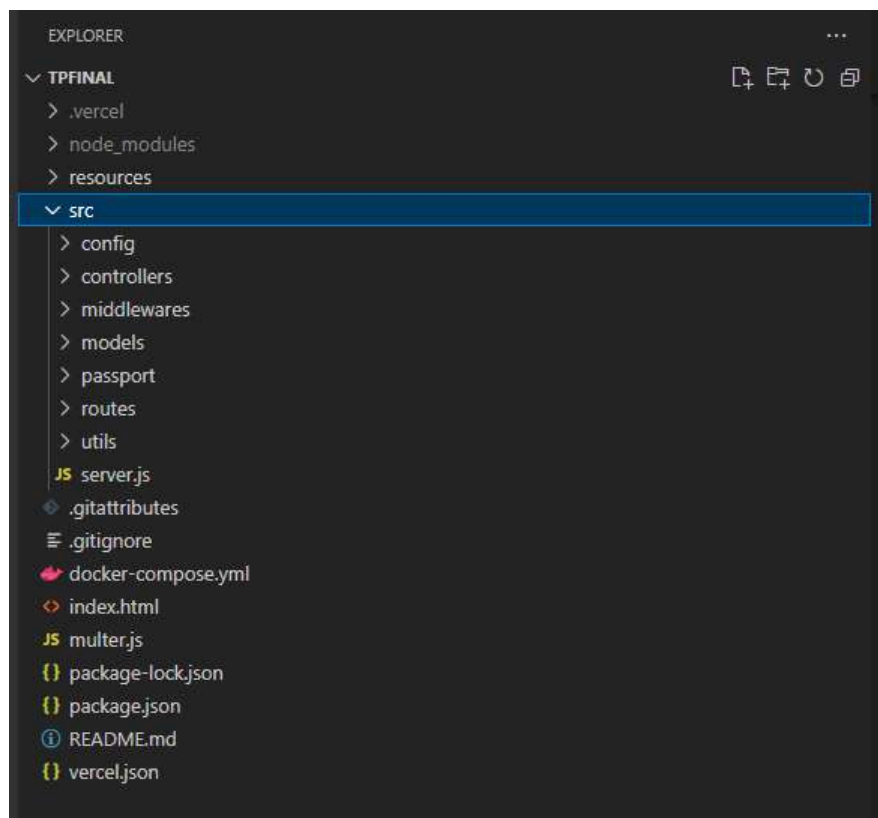 EXPLORER
TPFINAL
.vercel
node_modules
resources
src
config
controllers
middlewares
models
passport
routes
utils
JS server.js
.gitattributes
.gitignore
docker-compose.yml
index.html
JS multer.js
{} package-lock.json
{} package.json
README.md
{} vercel.json